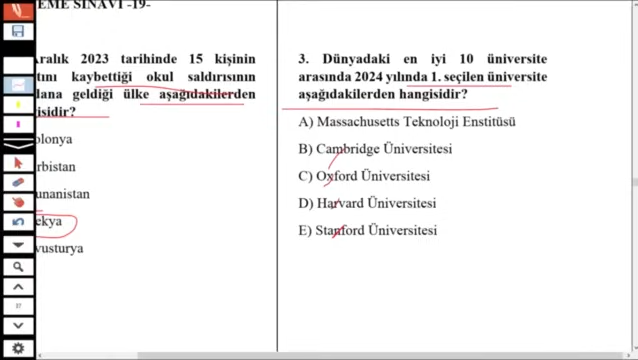 EME SINAVI -19-
ralık 2023 tarihinde 15 kişinin
tını kaybettiği okul saldırısının
lana geldiği ülke aşağıdakilerden
isidir?
olonya
rbistan
unanistan
ekya
vusturya
3. Dünyadaki en iyi 10 üniversite
arasında 2024 yılında 1. seçilen üniversite
aşağıdakilerden hangisidir?
A) Massachusetts Teknoloji Enstitüsü
B) Cambridge Üniversitesi
C) Oxford Üniversitesi
D) Harvard Üniversitesi
E) Stanford Üniversitesi